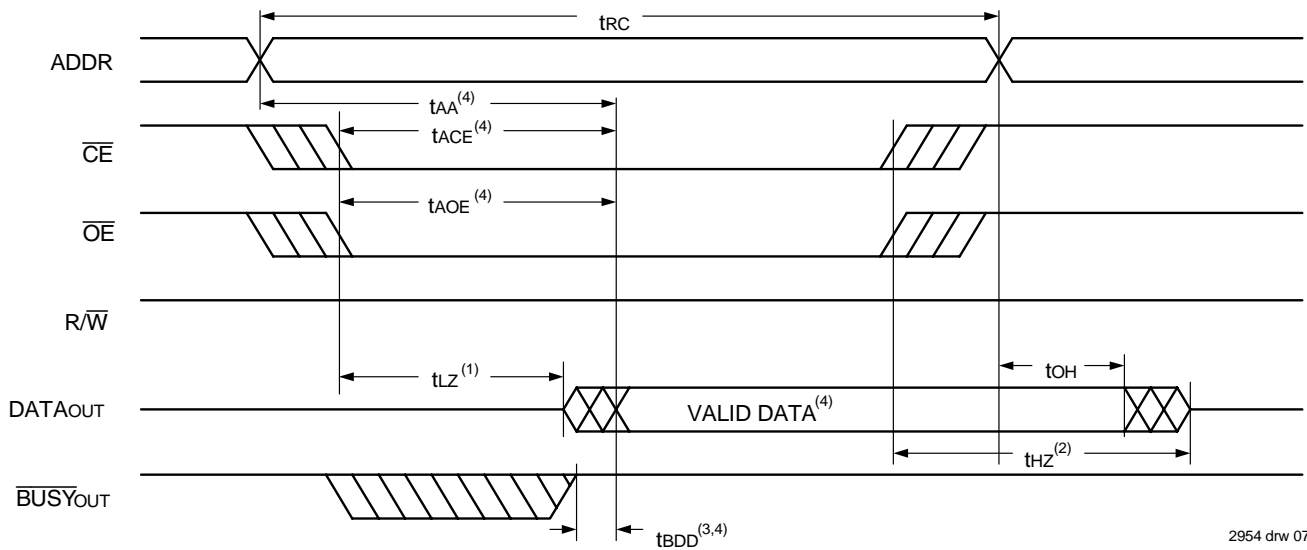 tRC
ADDR
tAA(4)
tACE(4)
CE
tAOE(4)
OE
R/W
tLZ(1)
tOH
DATAOUT
VALID DATA(4)
tHZ(2)
BUSYOUT
tBDD(3,4)
2954 drw 07